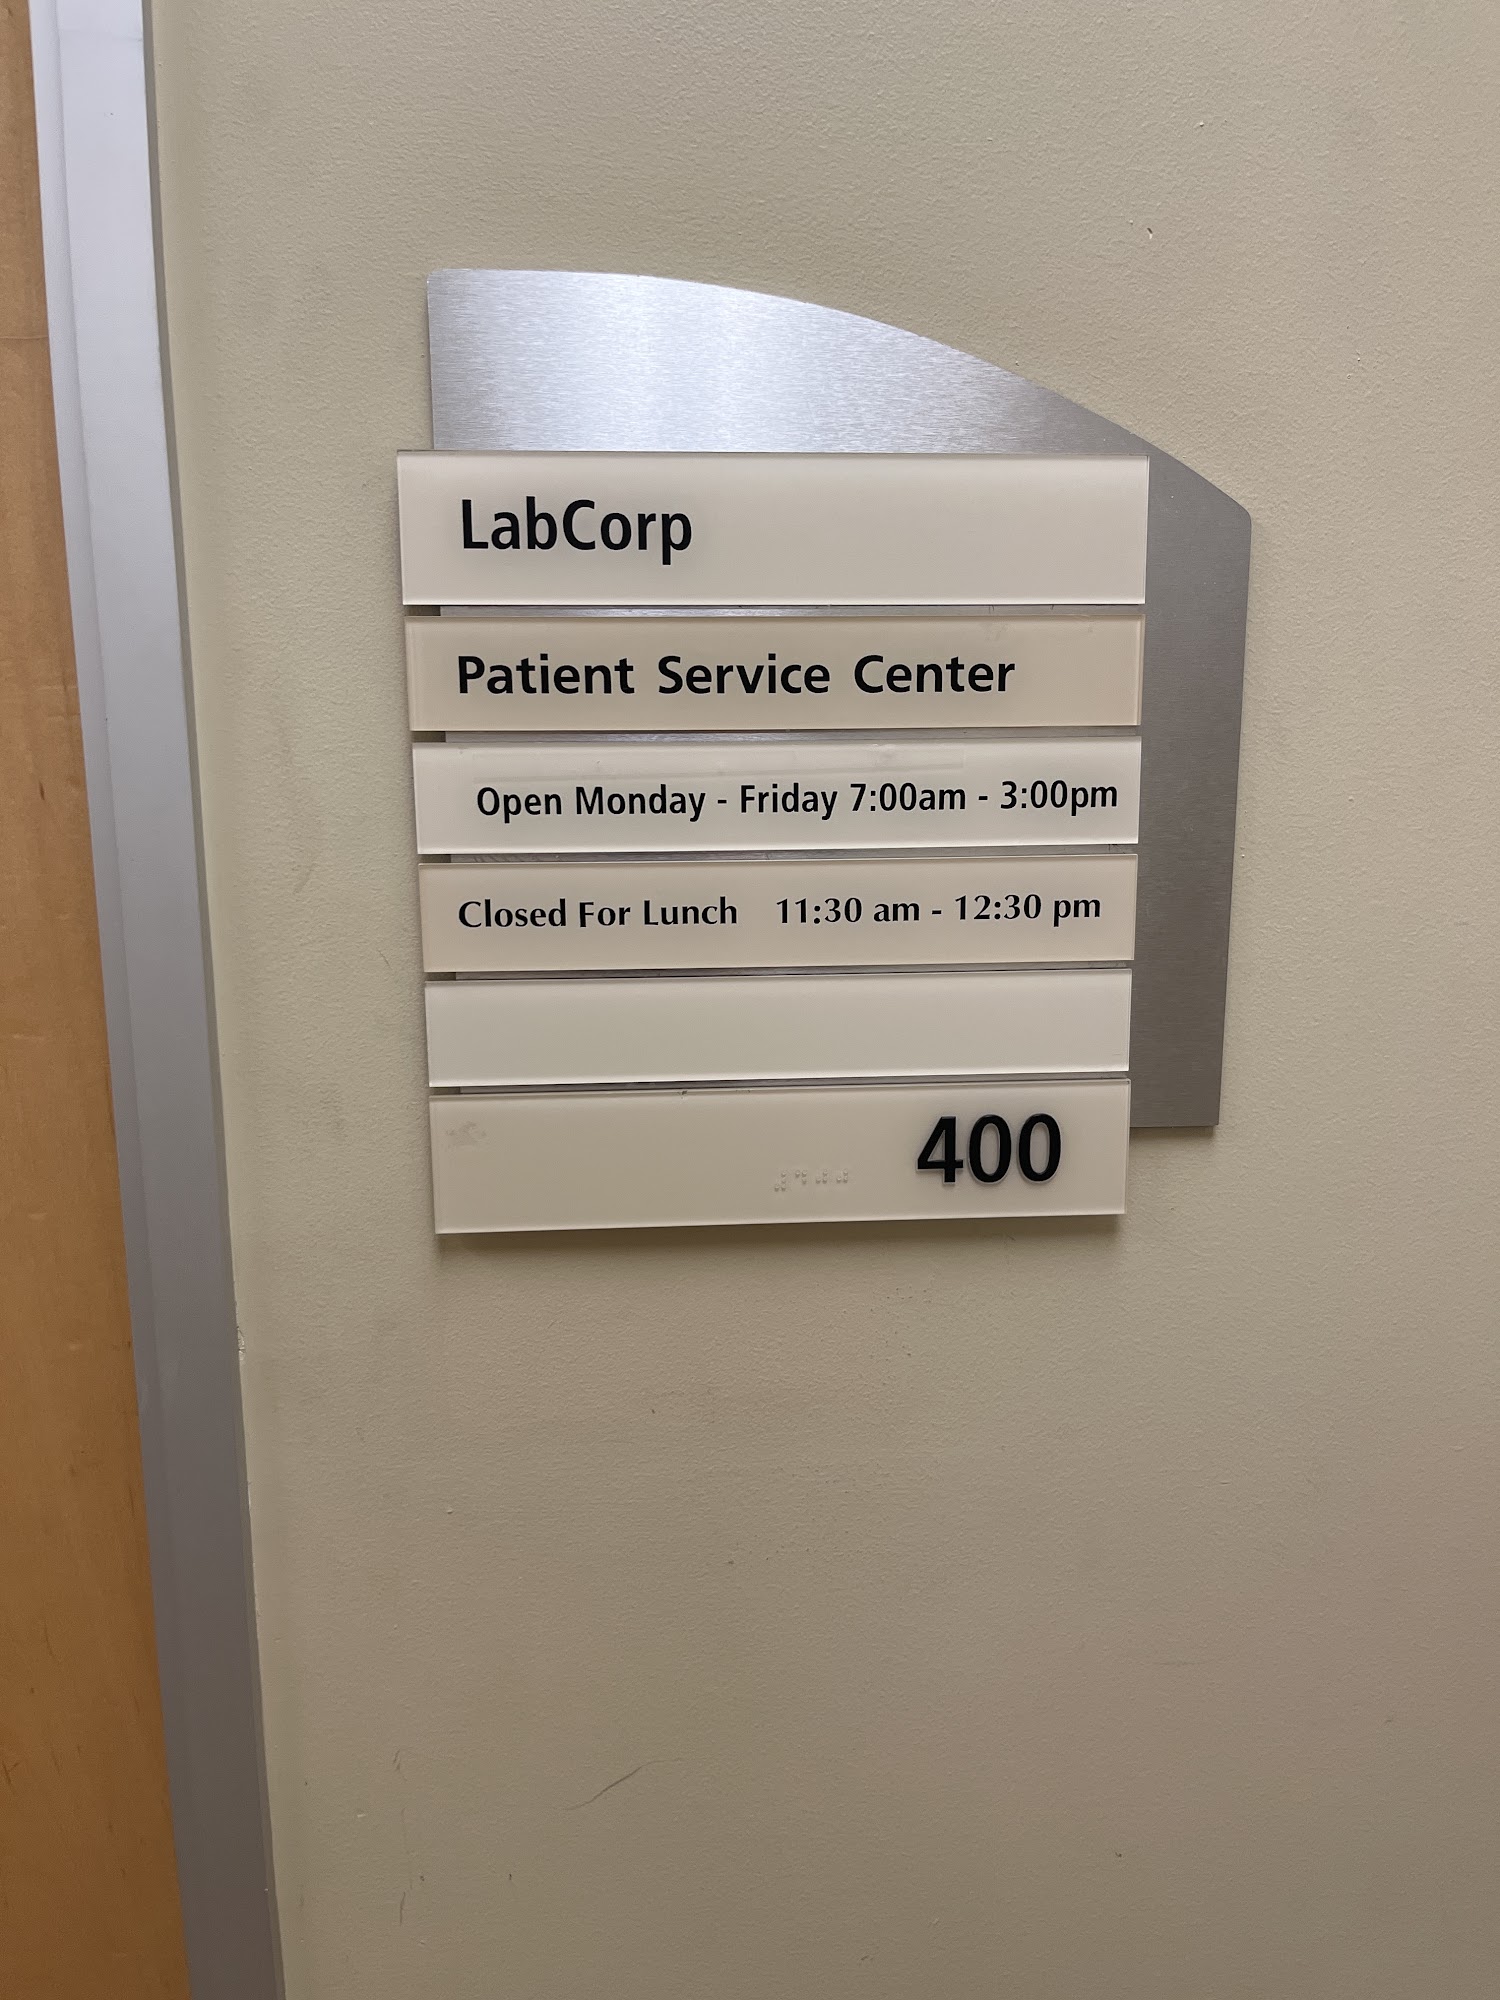 LabCorp
Patient Service Center
Open Monday - Friday 7:00am - 3:00pm
Closed For Lunch 11:30 am - 12:30 pm
400
⠼⠙⠚⠚